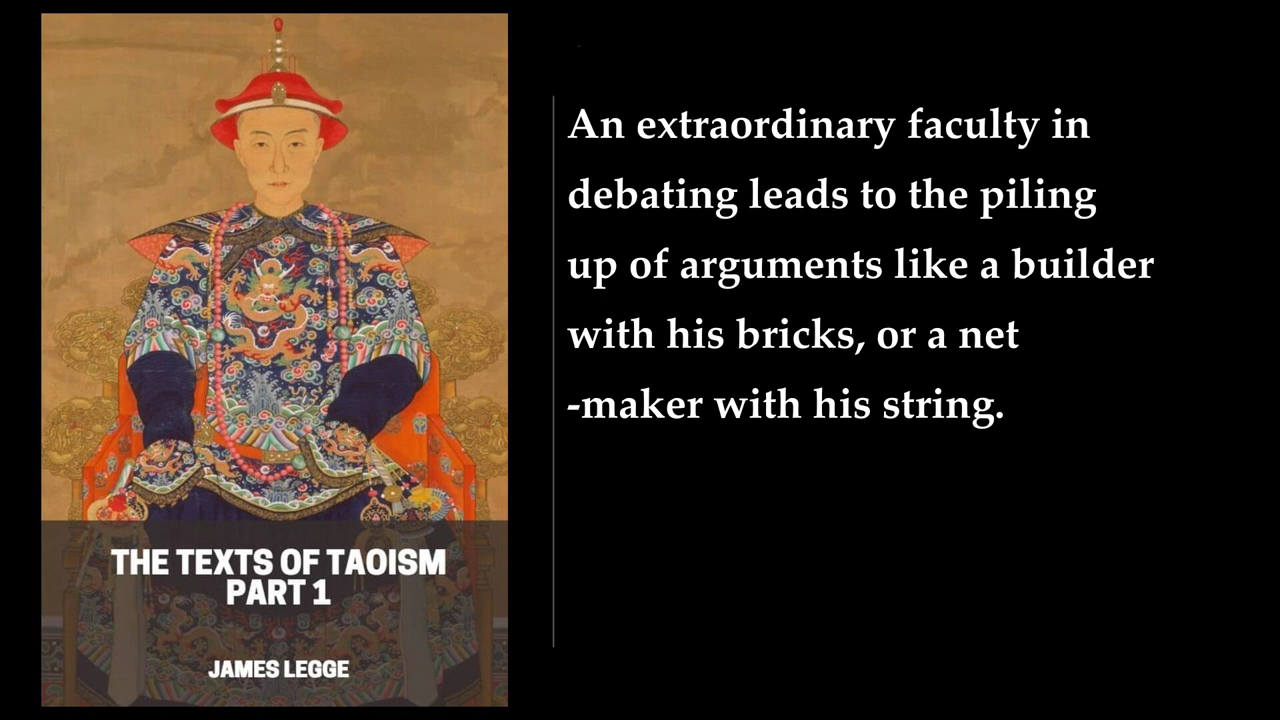 THE TEXTS OF TAOISM
PART 1
JAMES LEGGE
An extraordinary faculty in
debating leads to the piling
up of arguments like a builder
with his bricks, or a net
-maker with his string.